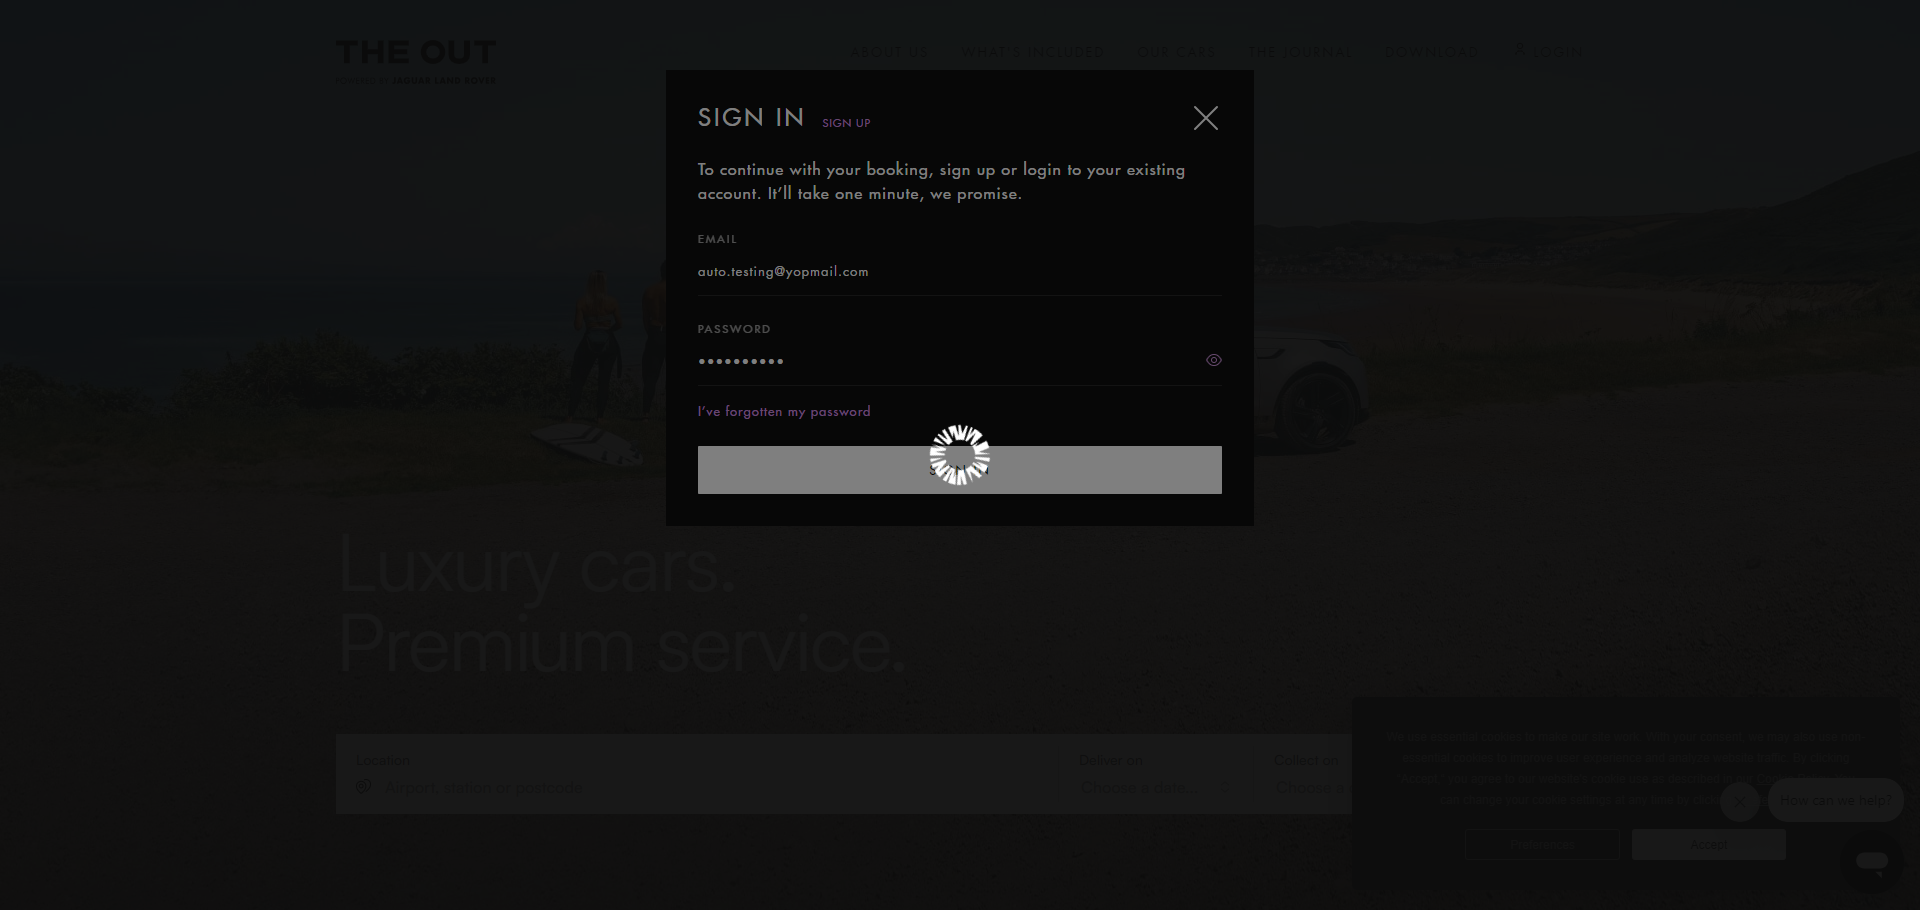 THE OUT
POWERED BY JAGUAR LAND ROVER
ABOUT US
WHAT'S INCLUDED
OUR CARS
THE JOURNAL
DOWNLOAD
LOGIN
SIGN IN
SIGN UP
To continue with your booking, sign up or login to your existing
account. It'll take one minute, we promise.
EMAIL
auto.testing@yopmail.com
PASSWORD
I've forgotten my password
SIGN IN
Luxury cars.
Premium service.
Location
Airport, station or postcode
Deliver on
Choose a date
Collect on
Choose a
How can we help?
Preferences
Accept